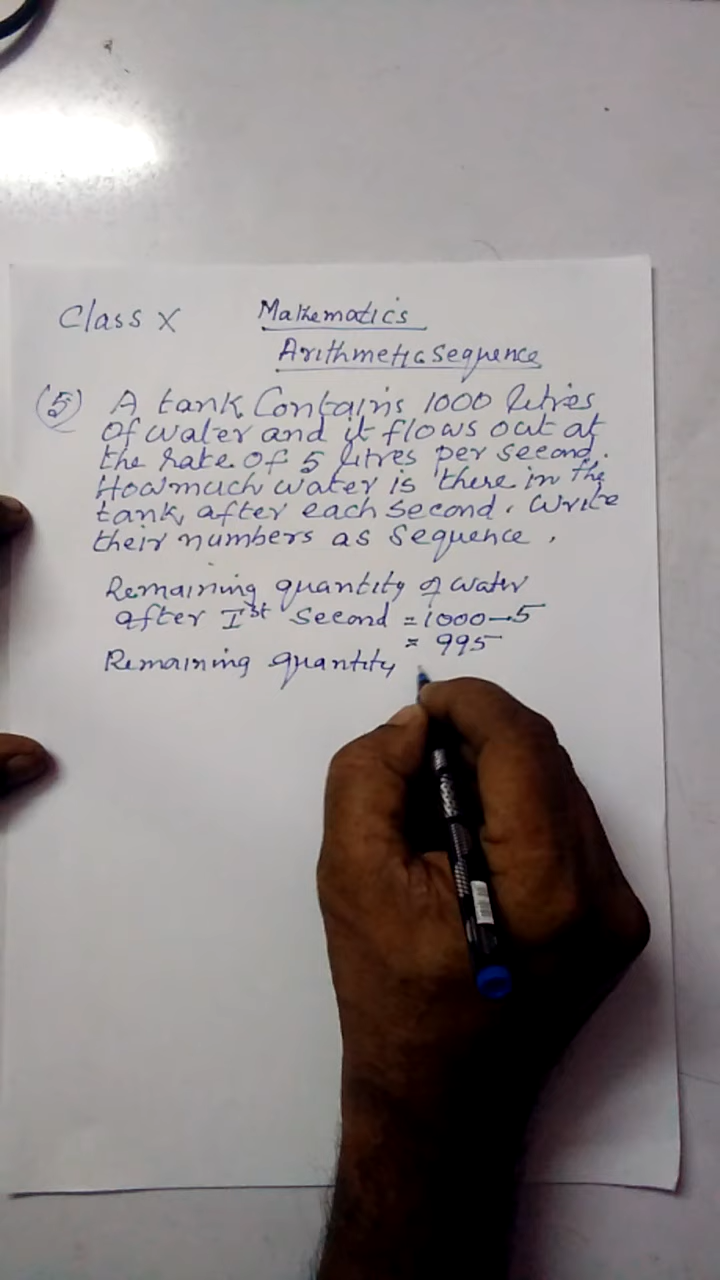 Class X Mathematics
Arithmetic Sequence
(5) A tank Contains 1000 litres
of water and it flows out at
the rate of 5 litres per second.
How much water is there in the
tank, after each second. Write
their numbers as sequence.
Remaining quantity of water
after Ist second = 1000-5
= 995
Remaining quantity